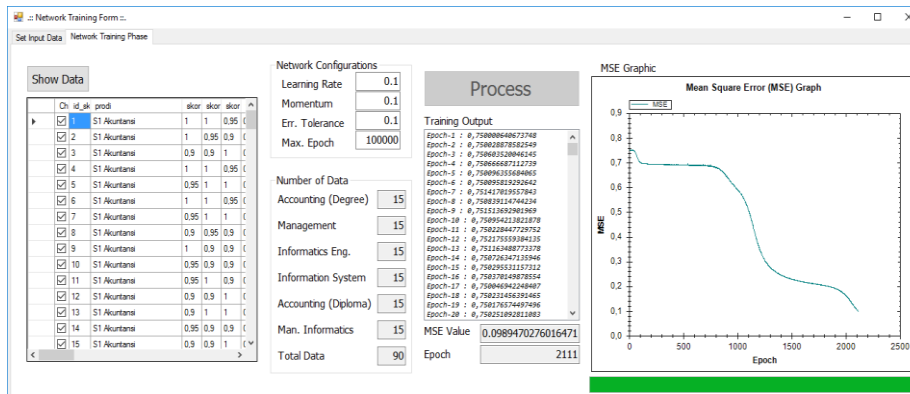 .:: Network Training Form ::.
Set Input Data
Network Training Phase
Show Data
Ch id_sk prodi skor skor skor
1 S1 Akuntansi 1 1 0,95
2 S1 Akuntansi 1 0,95 0,9
3 S1 Akuntansi 0,9 0,9 1
4 S1 Akuntansi 1 1 0,95
5 S1 Akuntansi 0,95 1 1
6 S1 Akuntansi 1 1 0,95
7 S1 Akuntansi 0,95 1 1
8 S1 Akuntansi 0,9 0,95 0,9
9 S1 Akuntansi 1 0,9 0,9
10 S1 Akuntansi 0,95 0,9 0,9
11 S1 Akuntansi 0,95 1 0,9
12 S1 Akuntansi 0,9 0,9 1
13 S1 Akuntansi 0,9 1 1
14 S1 Akuntansi 0,95 0,9 0,9
15 S1 Akuntansi 0,9 0,9 1
Network Configurations
Learning Rate 0.1
Momentum 0.1
Err. Tolerance 0.1
Max. Epoch 100000
Number of Data
Accounting (Degree) 15
Management 15
Informatics Eng. 15
Information System 15
Accounting (Diploma) 15
Man. Informatics 15
Total Data 90
Process
Training Output
Epoch-1 : 0,750000640673748
Epoch-2 : 0,750028878582549
Epoch-3 : 0,750603520046145
Epoch-4 : 0,750666687112739
Epoch-5 : 0,750096355684065
Epoch-6 : 0,750095819292642
Epoch-7 : 0,751417019557843
Epoch-8 : 0,750839114744234
Epoch-9 : 0,751513692901969
Epoch-10 : 0,750954213821878
Epoch-11 : 0,750228447729752
Epoch-12 : 0,752175559384135
Epoch-13 : 0,751163488773378
Epoch-14 : 0,750726347135946
Epoch-15 : 0,750295531157312
Epoch-16 : 0,750370149878554
Epoch-17 : 0,750046942248407
Epoch-18 : 0,750231456391465
Epoch-19 : 0,750176574497496
Epoch-20 : 0,750251092811083
MSE Value 0.0989470276016471
Epoch 2111
MSE Graphic
Mean Square Error (MSE) Graph
MSE
0,9
0,8
0,7
0,6
0,5
0,4
0,3
0,2
0,1
0,0
MSE
0 500 1000 1500 2000 2500
Epoch